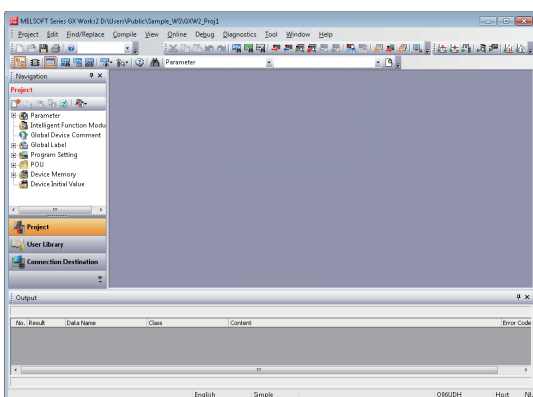 MELSOFT Series GX Works2 D:\Users\Public\Sample_WS\GXW2_Proj1
Project Edit Find/Replace Compile View Online Debug Diagnostics Tool Window Help
Parameter
Navigation
Project
Parameter
Intelligent Function Modu
Global Device Comment
Global Label
Program Setting
POU
Device Memory
Device Initial Value
Project
User Library
Connection Destination
Output
No. Result Data Name Class Content Error Code
English Simple Q06UDH Host NU